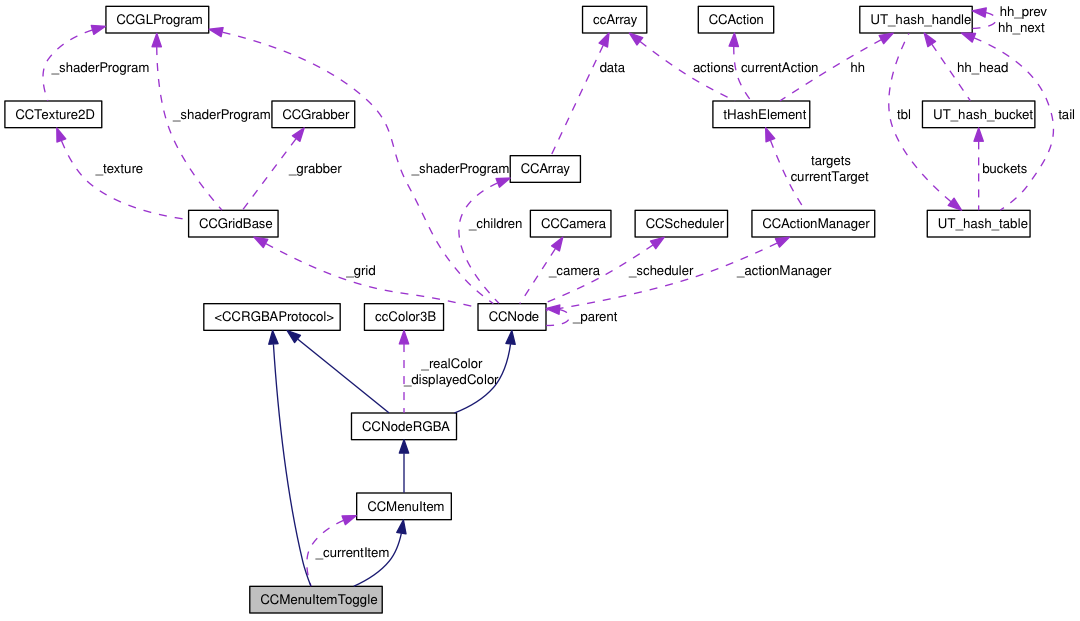 CCGLProgram
ccArray
CCAction
UT_hash_handle
hh_prev
hh_next
_shaderProgram
data
actions
currentAction
hh
hh_head
CCTexture2D
_shaderProgram
CCGrabber
tHashElement
tbl
UT_hash_bucket
tail
_texture
_grabber
_shaderProgram
CCArray
targets
currentTarget
buckets
CCGridBase
_children
CCCamera
CCScheduler
CCActionManager
UT_hash_table
_grid
_camera
_scheduler
_actionManager
<CCRGBAProtocol>
ccColor3B
CCNode
_parent
_realColor
_displayedColor
CCNodeRGBA
CCMenuItem
_currentItem
CCMenuItemToggle